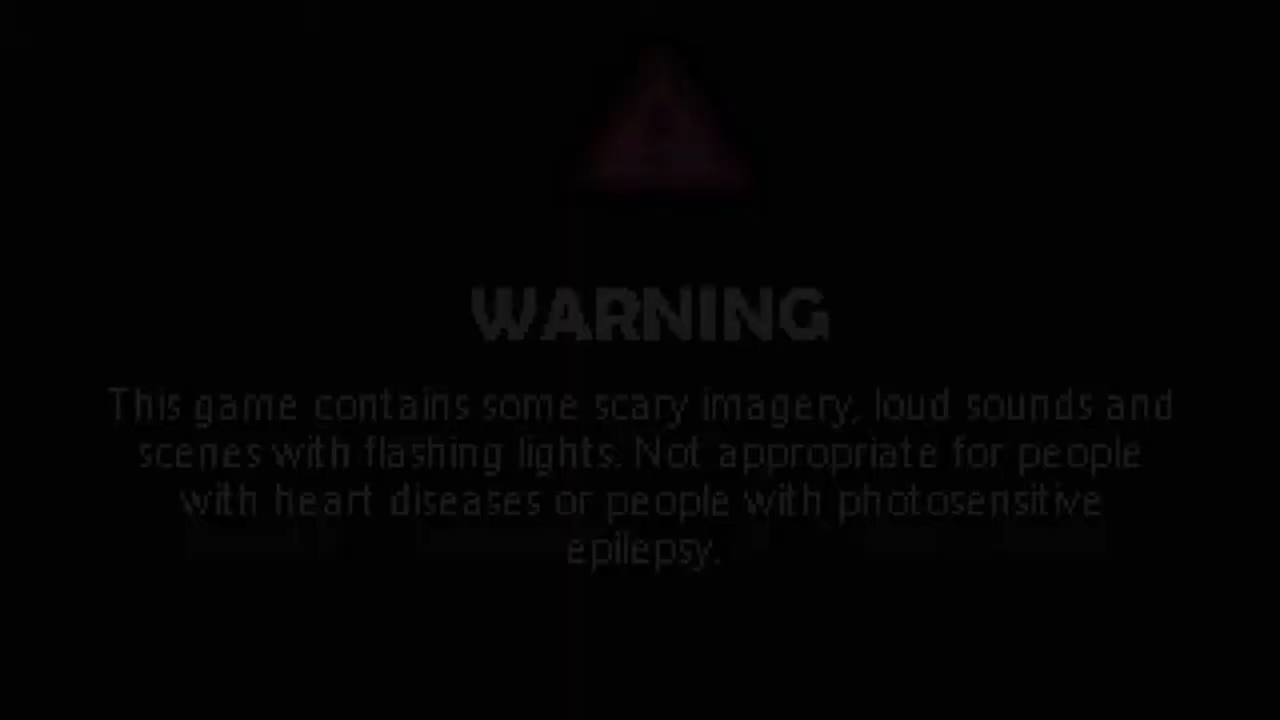 WARNING
This game contains some scary imagery, loud sounds and
scenes with flashing lights. Not appropriate for people
with heart diseases or people with photosensitive
epilepsy.